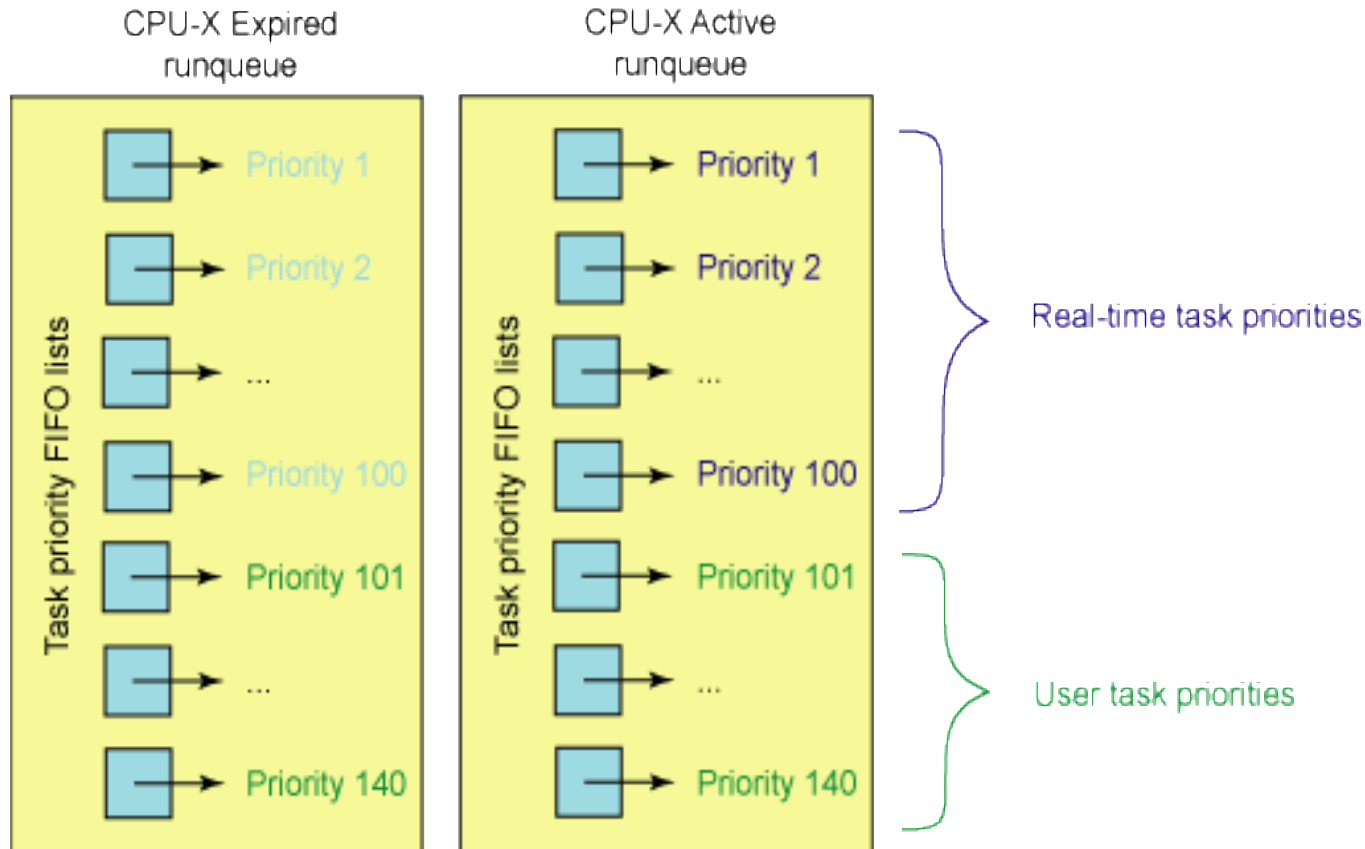 CPU-X Expired
runqueue
Task priority FIFO lists
Priority 1
Priority 2
...
Priority 100
Priority 101
...
Priority 140
CPU-X Active
runqueue
Task priority FIFO lists
Priority 1
Priority 2
...
Priority 100
Priority 101
...
Priority 140
Real-time task priorities
User task priorities